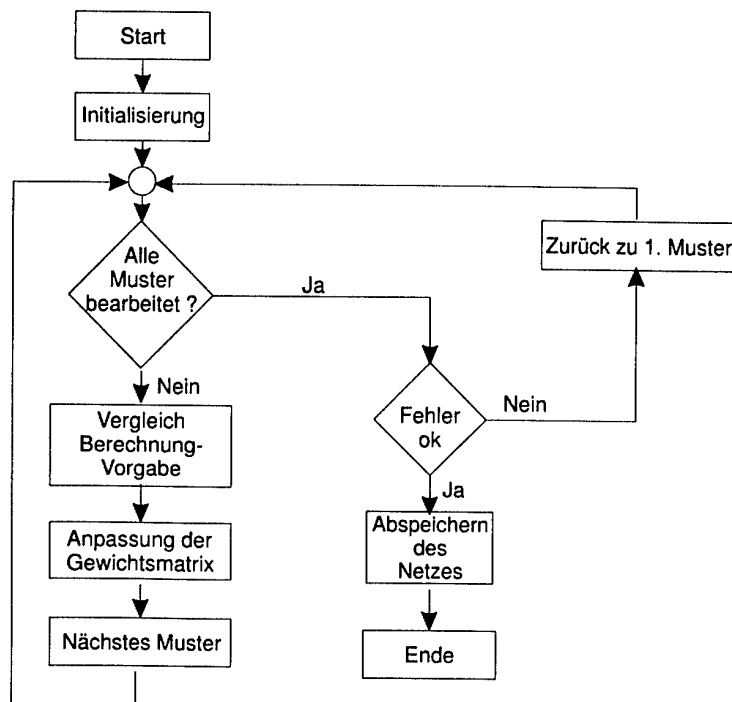 Start
Initialisierung
Alle
Muster
bearbeitet ?
Ja
Zurück zu 1. Muster
Nein
Vergleich
Berechnung-
Vorgabe
Fehler
ok
Nein
Ja
Anpassung der
Gewichtsmatrix
Abspeichern
des
Netzes
Nächstes Muster
Ende